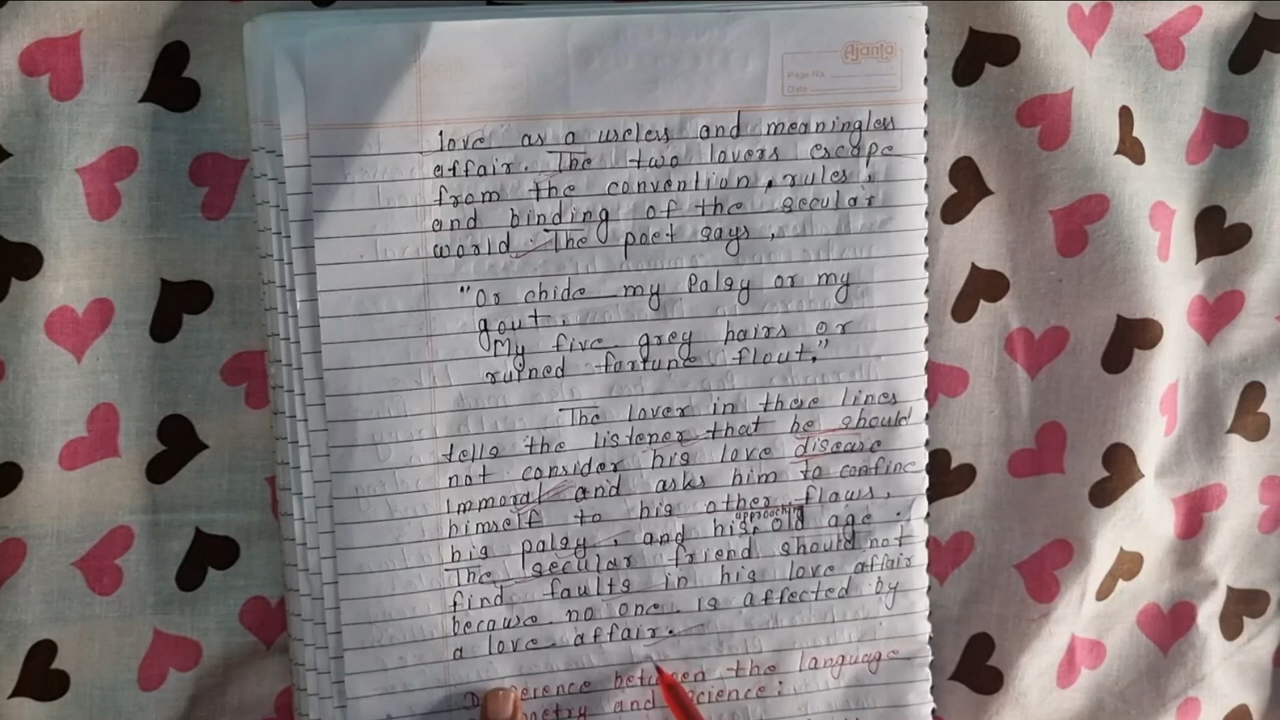 Ajanta
Page No.
Date
love as a useless and meaningless
affair. The two lovers escape
from the convention, rules,
and binding of the secular
world. The poet says,
"Or chide my Palsy or my
gout,
My five grey hairs or
ruined fortune flout."
The lover in these lines
tells the listener that he should
not consider his love disease
immoral and asks him to confine
himself to his other flaws,
his palsy, and his approaching old age.
The secular friend should not
find faults in his love affair
because no one is affected by
a love affair.
between the language
and science: